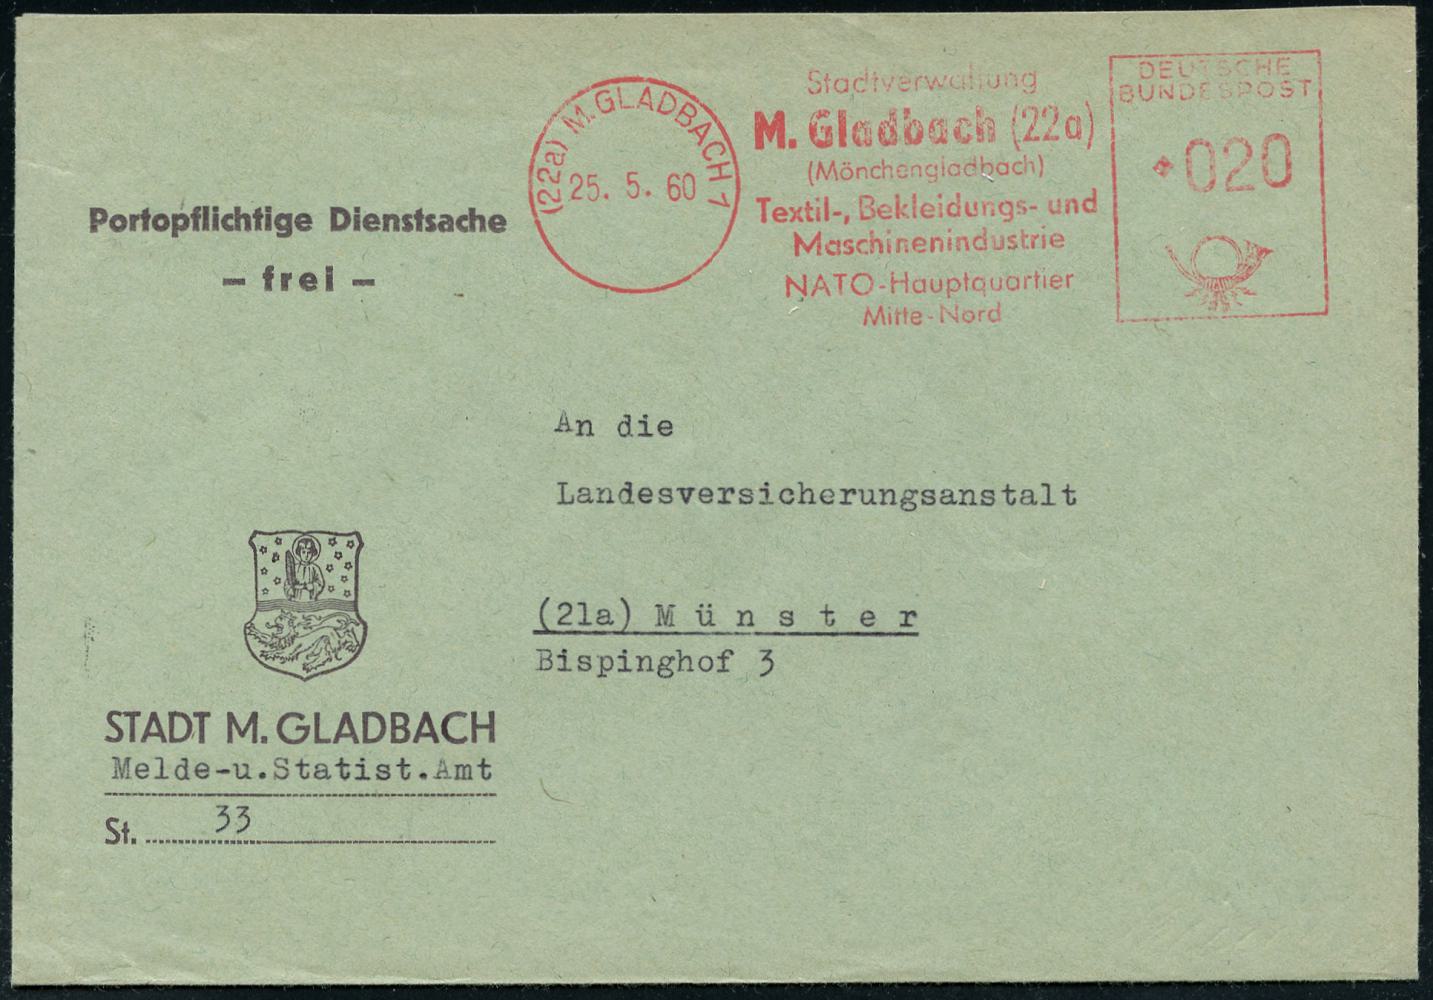 Portopflichtige Dienstsache
– frei –
(22a) M. GLADBACH 1
25. 5. 60
Stadtverwaltung
M. Gladbach (22a)
(Mönchengladbach)
Textil-, Bekleidungs- und
Maschinenindustrie
NATO-Hauptquartier
Mitte-Nord
DEUTSCHE
BUNDESPOST
020
An die
Landesversicherungsanstalt
(21a) M ü n s t e r
Bispinghof 3
STADT M. GLADBACH
Melde-u.Statist.Amt
St. 33